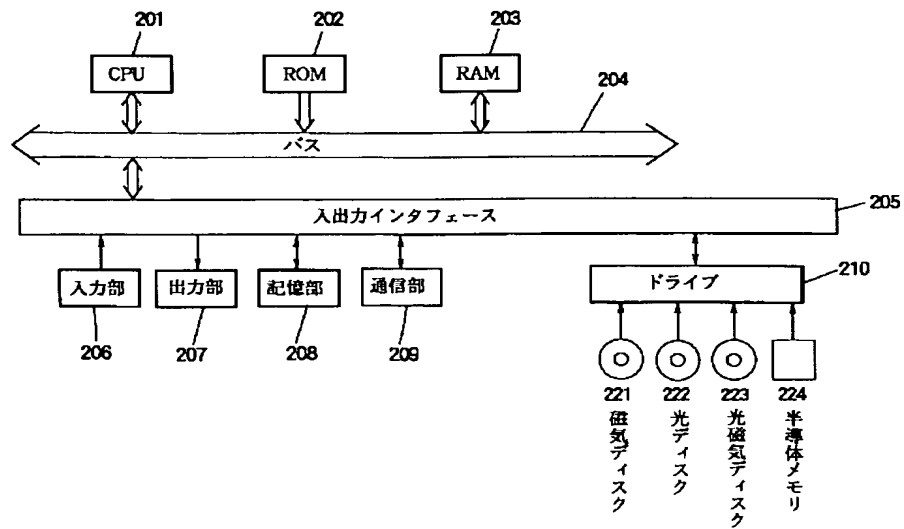 201
202
203
CPU
ROM
RAM
204
バス
入出力インタフェース
205
入力部
出力部
記憶部
通信部
ドライブ
210
206
207
208
209
221
222
223
224
磁気ディスク
光ディスク
光磁気ディスク
半導体メモリ